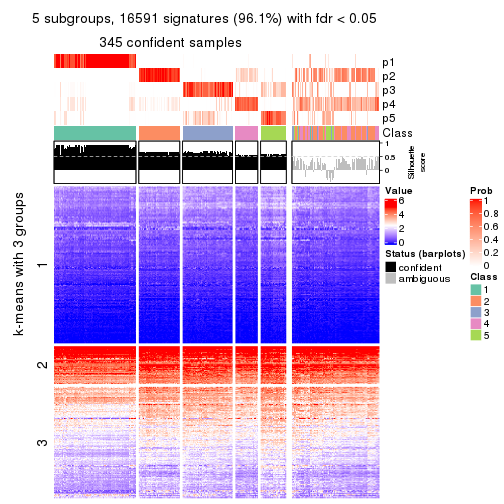 5 subgroups, 16591 signatures (96.1%) with fdr < 0.05
345 confident samples
p1
p2
p3
p4
p5
Class
1
0.5
0
Silhouette
score
k-means with 3 groups
1
2
3
Value
6
4
2
0
Status (barplots)
confident
ambiguous
Prob
1
0.8
0.6
0.4
0.2
0
Class
1
2
3
4
5